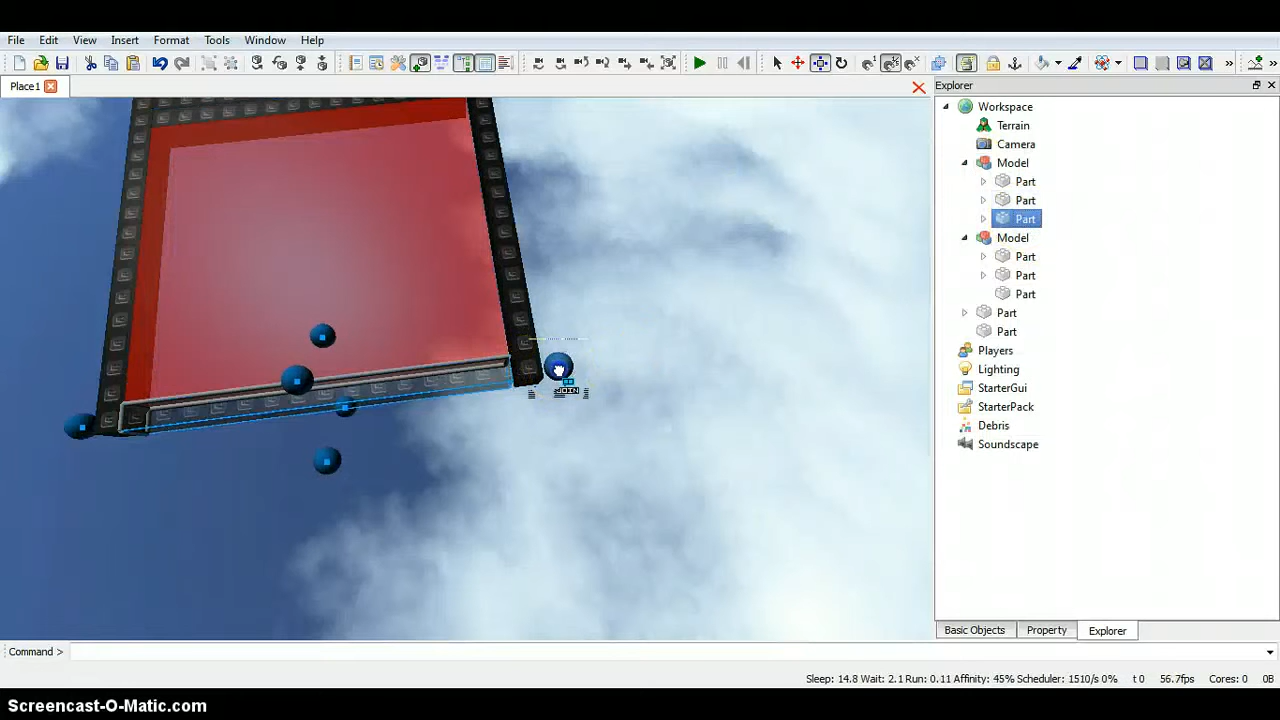 File Edit View Insert Format Tools Window Help
Place1
Explorer
Workspace
Terrain
Camera
Model
Part
Part
Part
Model
Part
Part
Part
Part
Part
Players
Lighting
StarterGui
StarterPack
Debris
Soundscape
JOIN
Basic Objects Property Explorer
Command >
Sleep: 14.8 Wait: 2.1 Run: 0.11 Affinity: 45% Scheduler: 1510/s 0% t 0 56.7fps Cores: 0 0B
Screencast-O-Matic.com